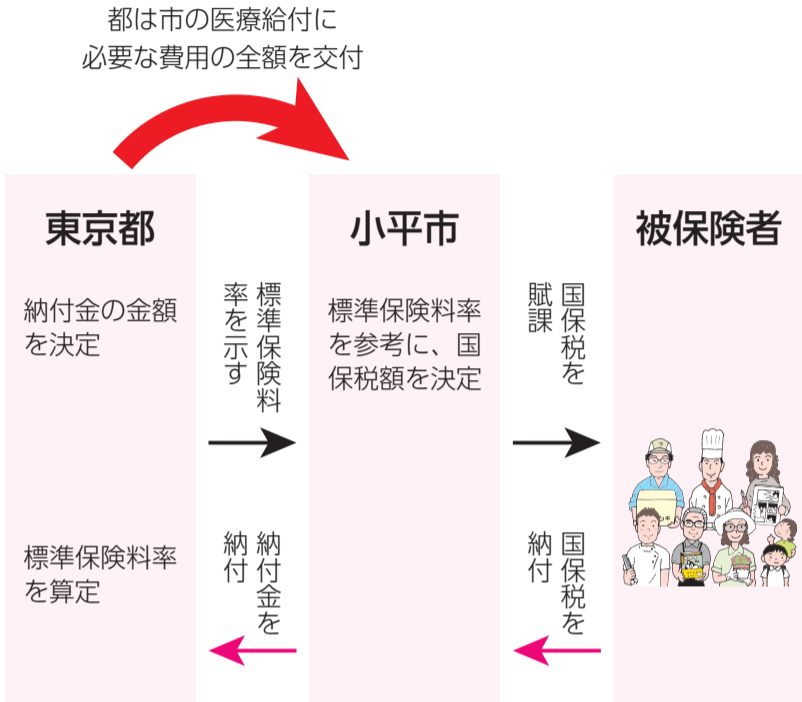 都は市の医療給付に
必要な費用の全額を交付
東京都
納付金の金額
を決定
標準保険料率
を算定
標準保険料
率を示す
納付金を
納付
小平市
標準保険料率
を参考に、国
保税額を決定
国保税を
賦課
国保税を
納付
被保険者